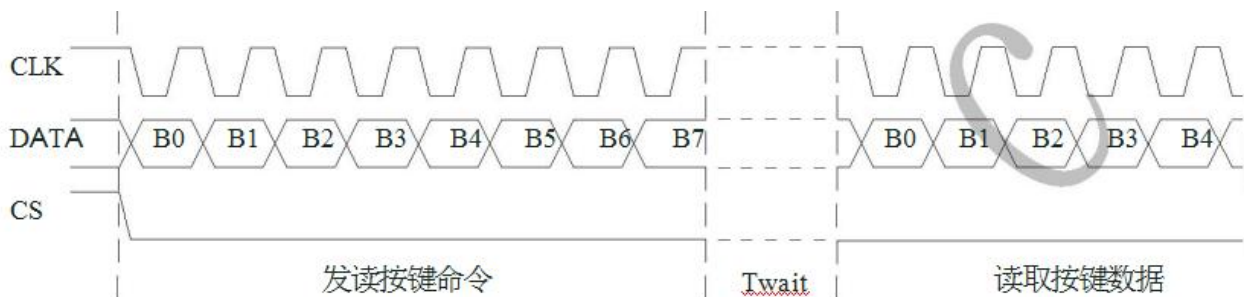 CLK
DATA B0 B1 B2 B3 B4 B5 B6 B7 B0 B1 B2 B3 B4
CS
发读按键命令 Twait 读取按键数据